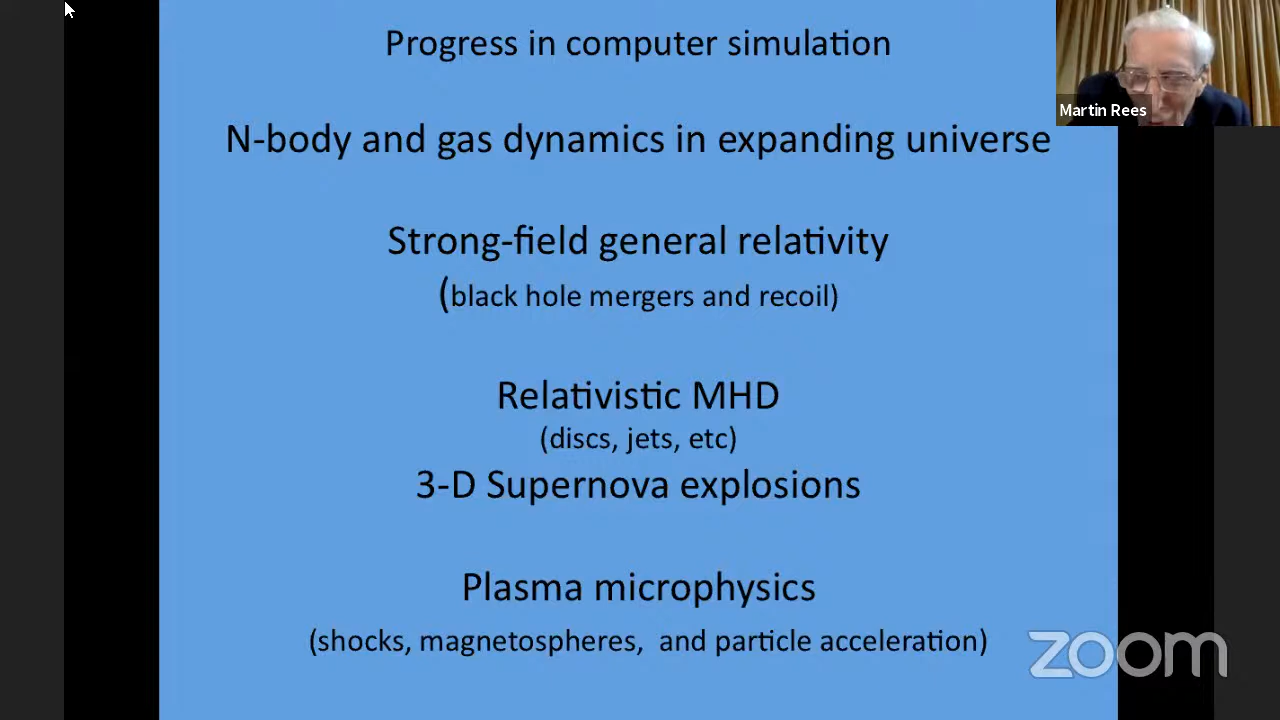 Progress in computer simulation
Martin Rees
N-body and gas dynamics in expanding universe
Strong-field general relativity
(black hole mergers and recoil)
Relativistic MHD
(discs, jets, etc)
3-D Supernova explosions
Plasma microphysics
(shocks, magnetospheres,  and particle acceleration)
zoom